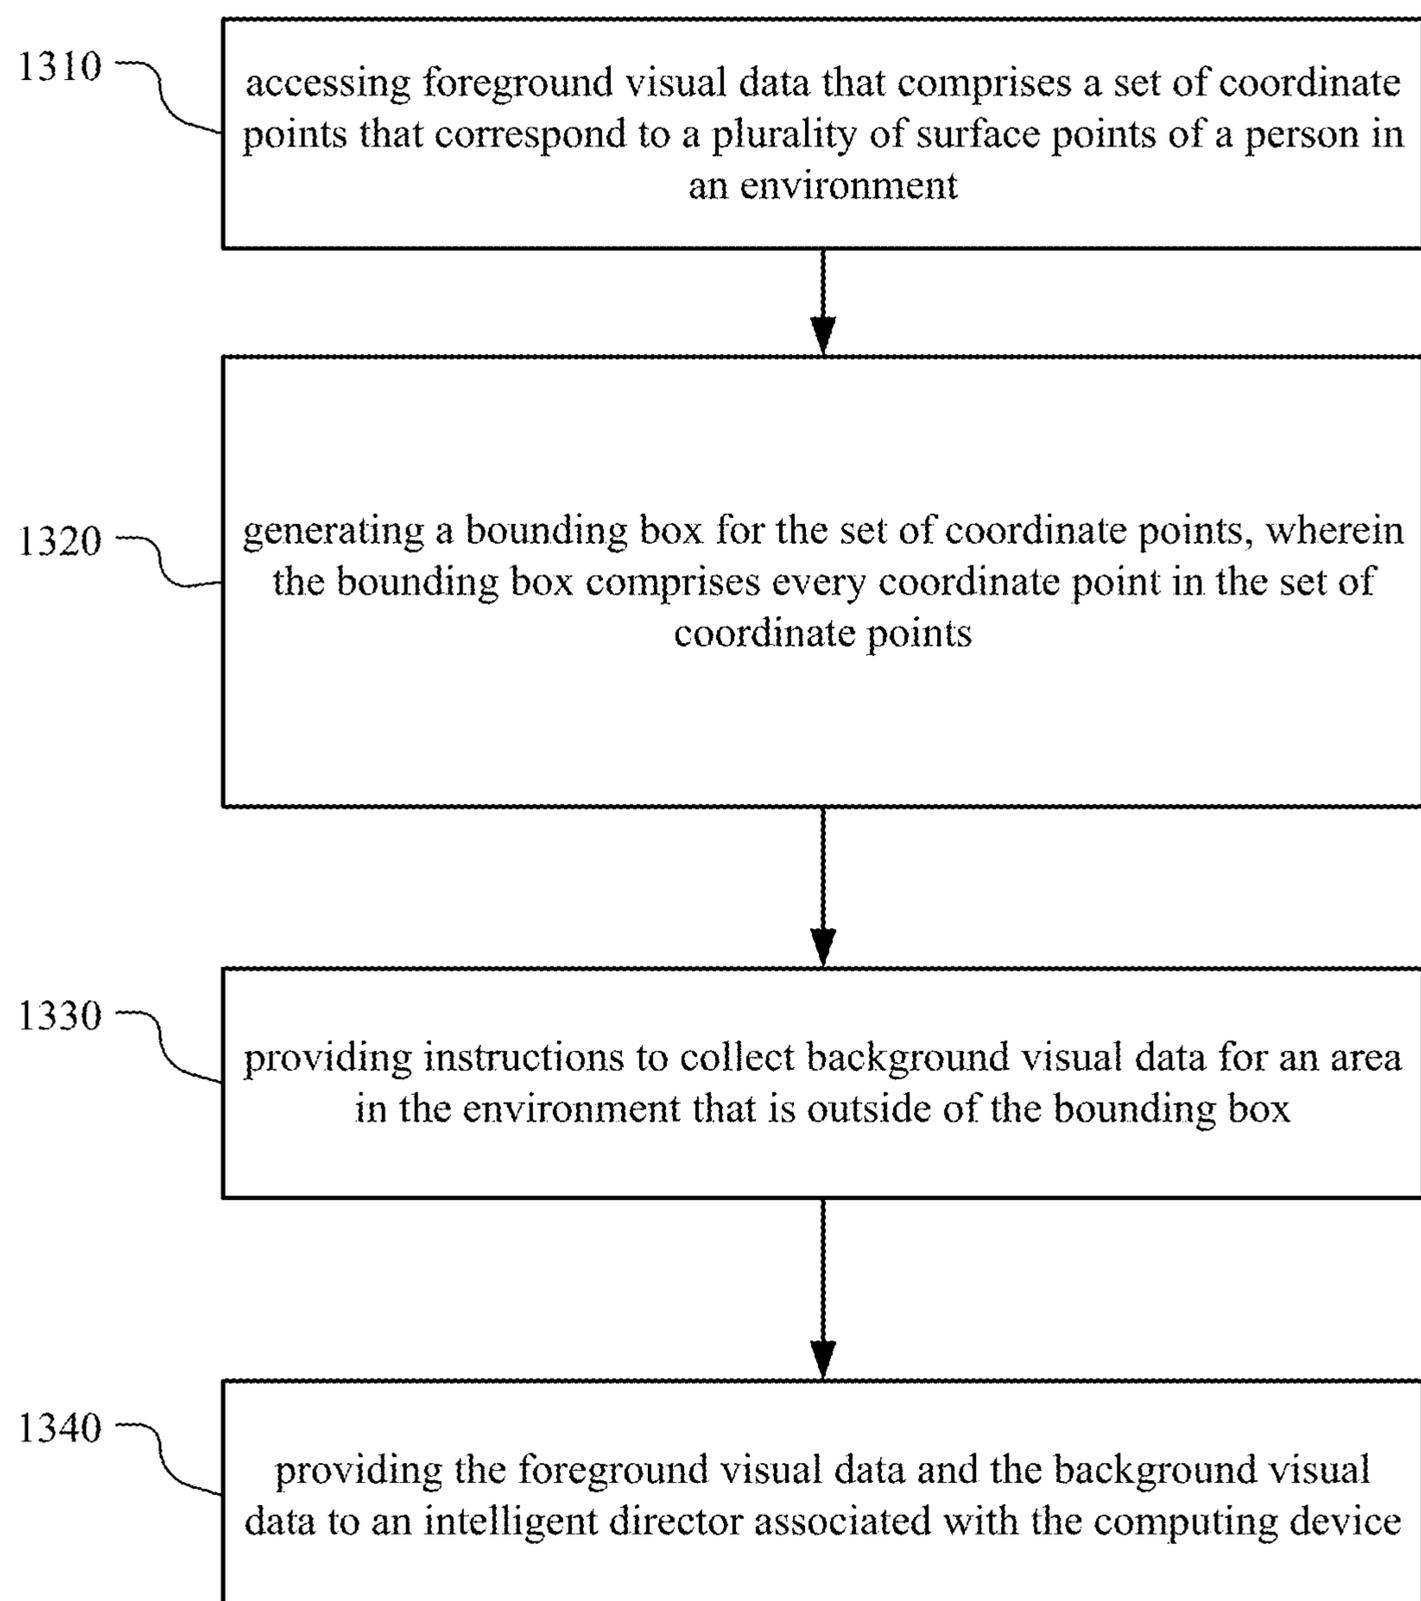 1310
accessing foreground visual data that comprises a set of coordinate
points that correspond to a plurality of surface points of a person in
an environment
1320
generating a bounding box for the set of coordinate points, wherein
the bounding box comprises every coordinate point in the set of
coordinate points
1330
providing instructions to collect background visual data for an area
in the environment that is outside of the bounding box
1340
providing the foreground visual data and the background visual
data to an intelligent director associated with the computing device